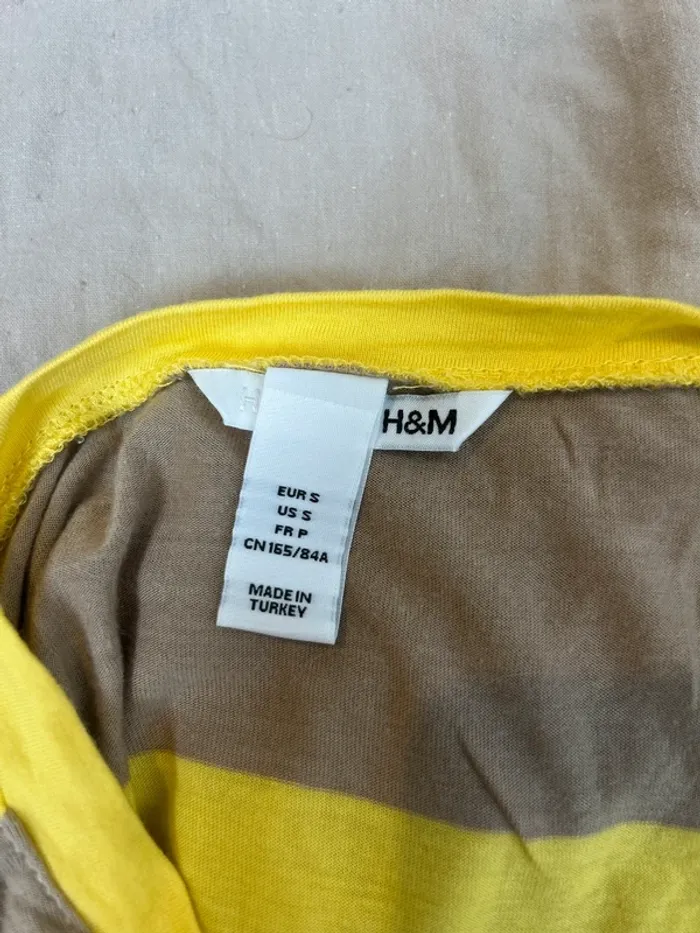 H&M
EUR S
US S
FR P
CN 165/84A
MADE IN
TURKEY